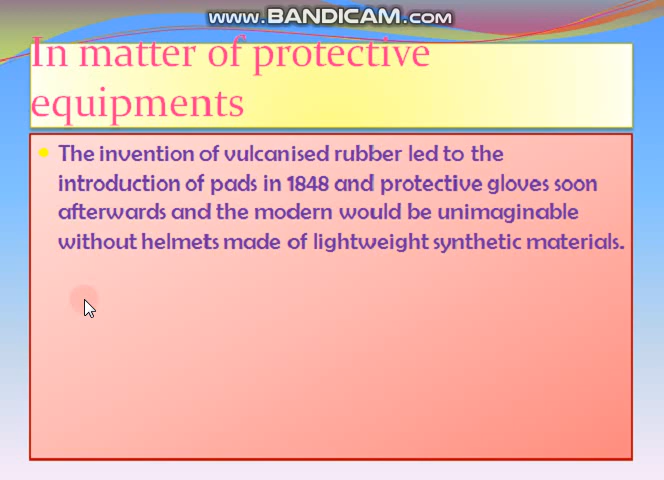 www.BANDICAM.com
In matter of protective
equipments
The invention of vulcanised rubber led to the
introduction of pads in 1848 and protective gloves soon
afterwards and the modern would be unimaginable
without helmets made of lightweight synthetic materials.